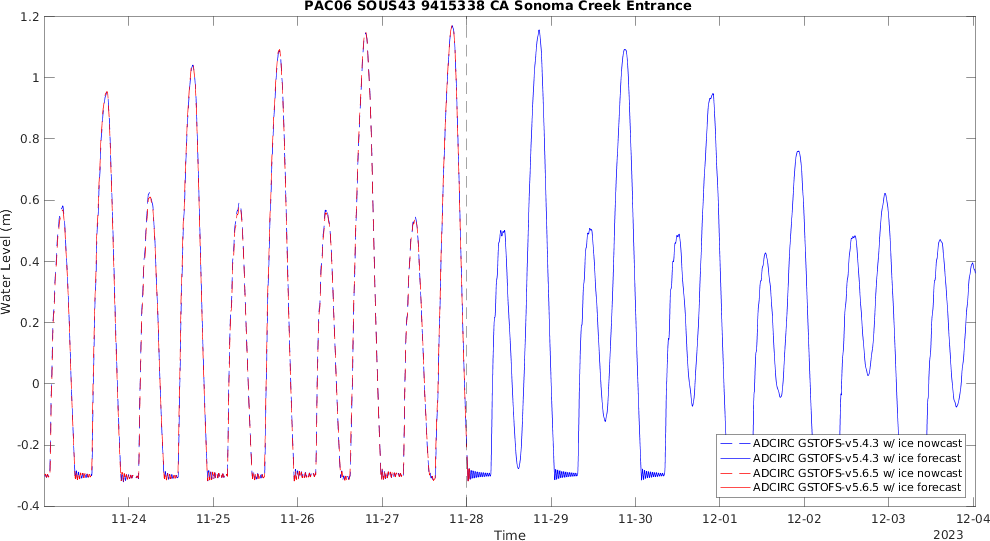 PAC06 SOUS43 9415338 CA Sonoma Creek Entrance
1.2
1
0.8
0.6
0.4
0.2
0
-0.2
-0.4
Water Level (m)
11-24 11-25 11-26 11-27 11-28 11-29 11-30 12-01 12-02 12-03 12-04
Time
2023
ADCIRC GSTOFS-v5.4.3 w/ ice nowcast
ADCIRC GSTOFS-v5.4.3 w/ ice forecast
ADCIRC GSTOFS-v5.6.5 w/ ice nowcast
ADCIRC GSTOFS-v5.6.5 w/ ice forecast